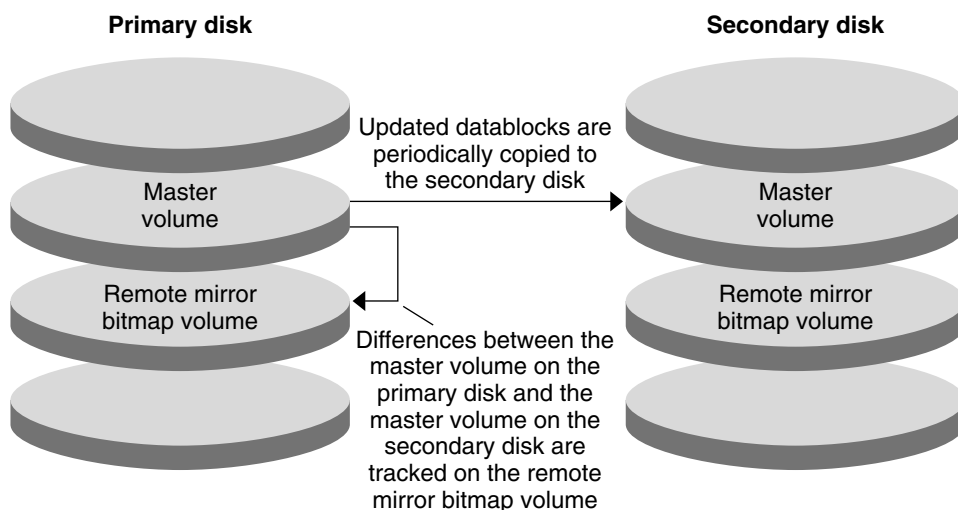 Primary disk
Secondary disk
Updated datablocks are
periodically copied to
the secondary disk
Master
volume
Master
volume
Remote mirror
bitmap volume
Remote mirror
bitmap volume
Differences between the
master volume on the
primary disk and the
master volume on the
secondary disk are
tracked on the remote
mirror bitmap volume